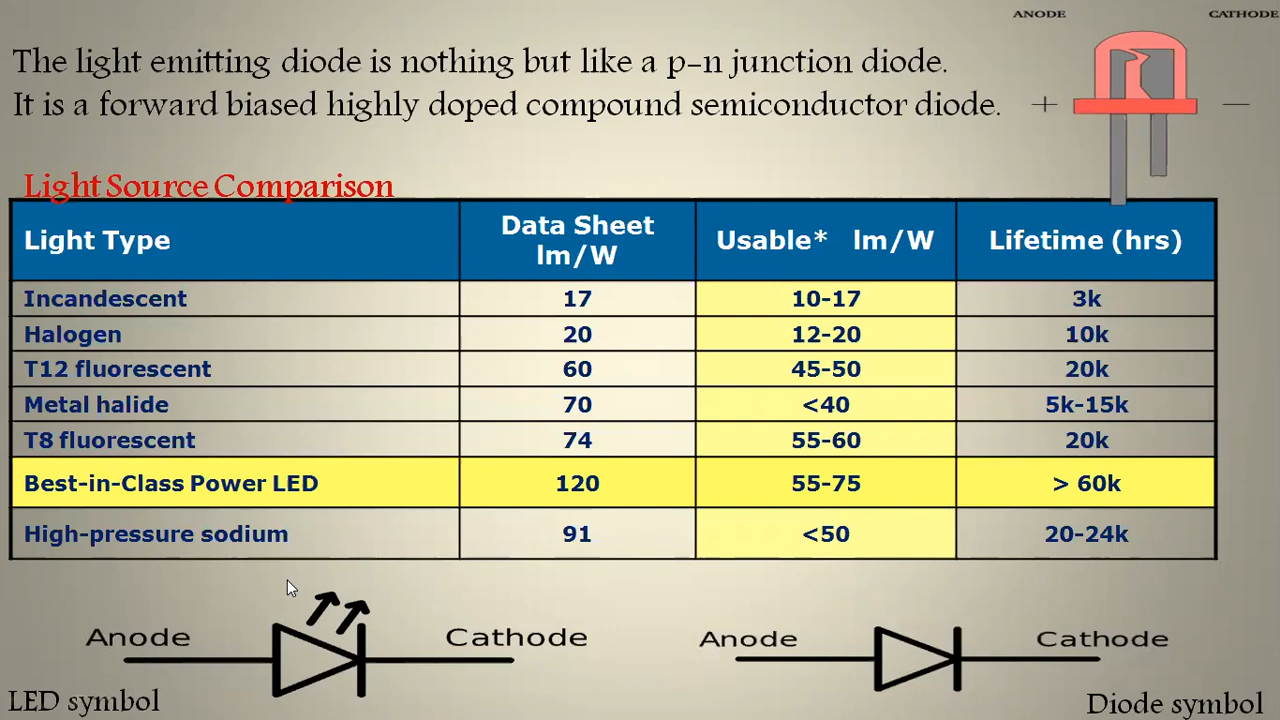 ANODE CATHODE
The light emitting diode is nothing but like a p-n junction diode.
It is a forward biased highly doped compound semiconductor diode. + −
Light Source Comparison
Light Type Data Sheet lm/W Usable* lm/W Lifetime (hrs)
Incandescent 17 10-17 3k
Halogen 20 12-20 10k
T12 fluorescent 60 45-50 20k
Metal halide 70 <40 5k-15k
T8 fluorescent 74 55-60 20k
Best-in-Class Power LED 120 55-75 > 60k
High-pressure sodium 91 <50 20-24k
Anode Cathode Anode Cathode
LED symbol Diode symbol